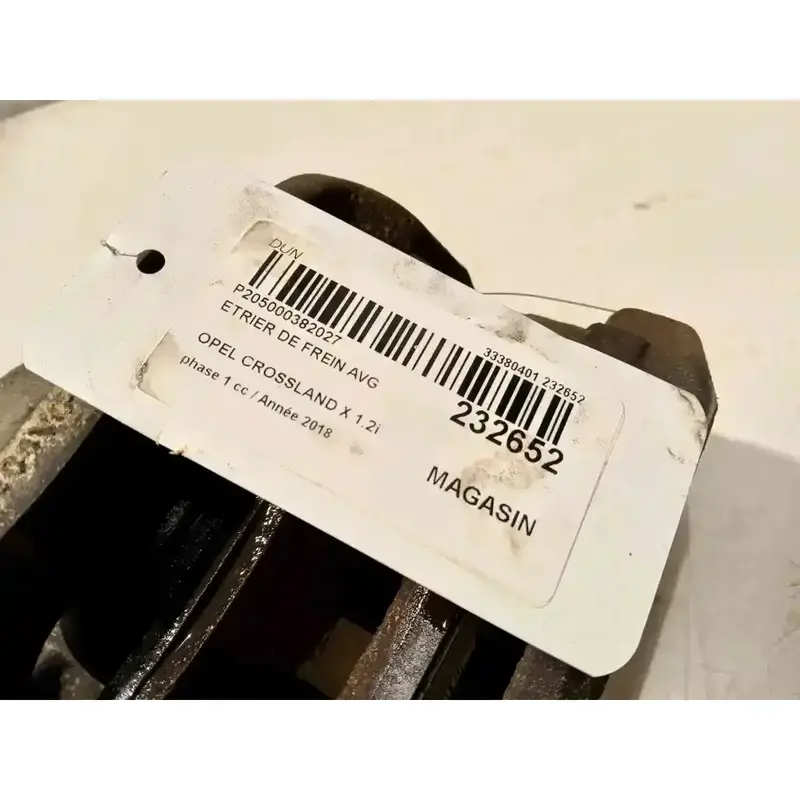 DUN
P205000382027
33380401 232652
ETRIER DE FREIN AVG
232652
OPEL CROSSLAND X 1.2i
phase 1 cc / Année 2018
MAGASIN